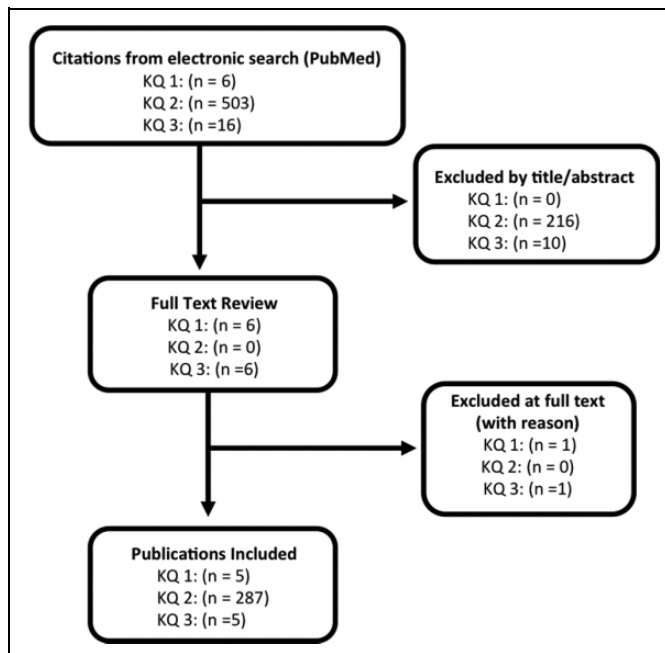 Citations from electronic search (PubMed)
KQ 1: (n = 6)
KQ 2: (n = 503)
KQ 3: (n =16)
Excluded by title/abstract
KQ 1: (n = 0)
KQ 2: (n = 216)
KQ 3: (n =10)
Full Text Review
KQ 1: (n = 6)
KQ 2: (n = 0)
KQ 3: (n =6)
Excluded at full text
(with reason)
KQ 1: (n = 1)
KQ 2: (n = 0)
KQ 3: (n =1)
Publications Included
KQ 1: (n = 5)
KQ 2: (n = 287)
KQ 3: (n =5)